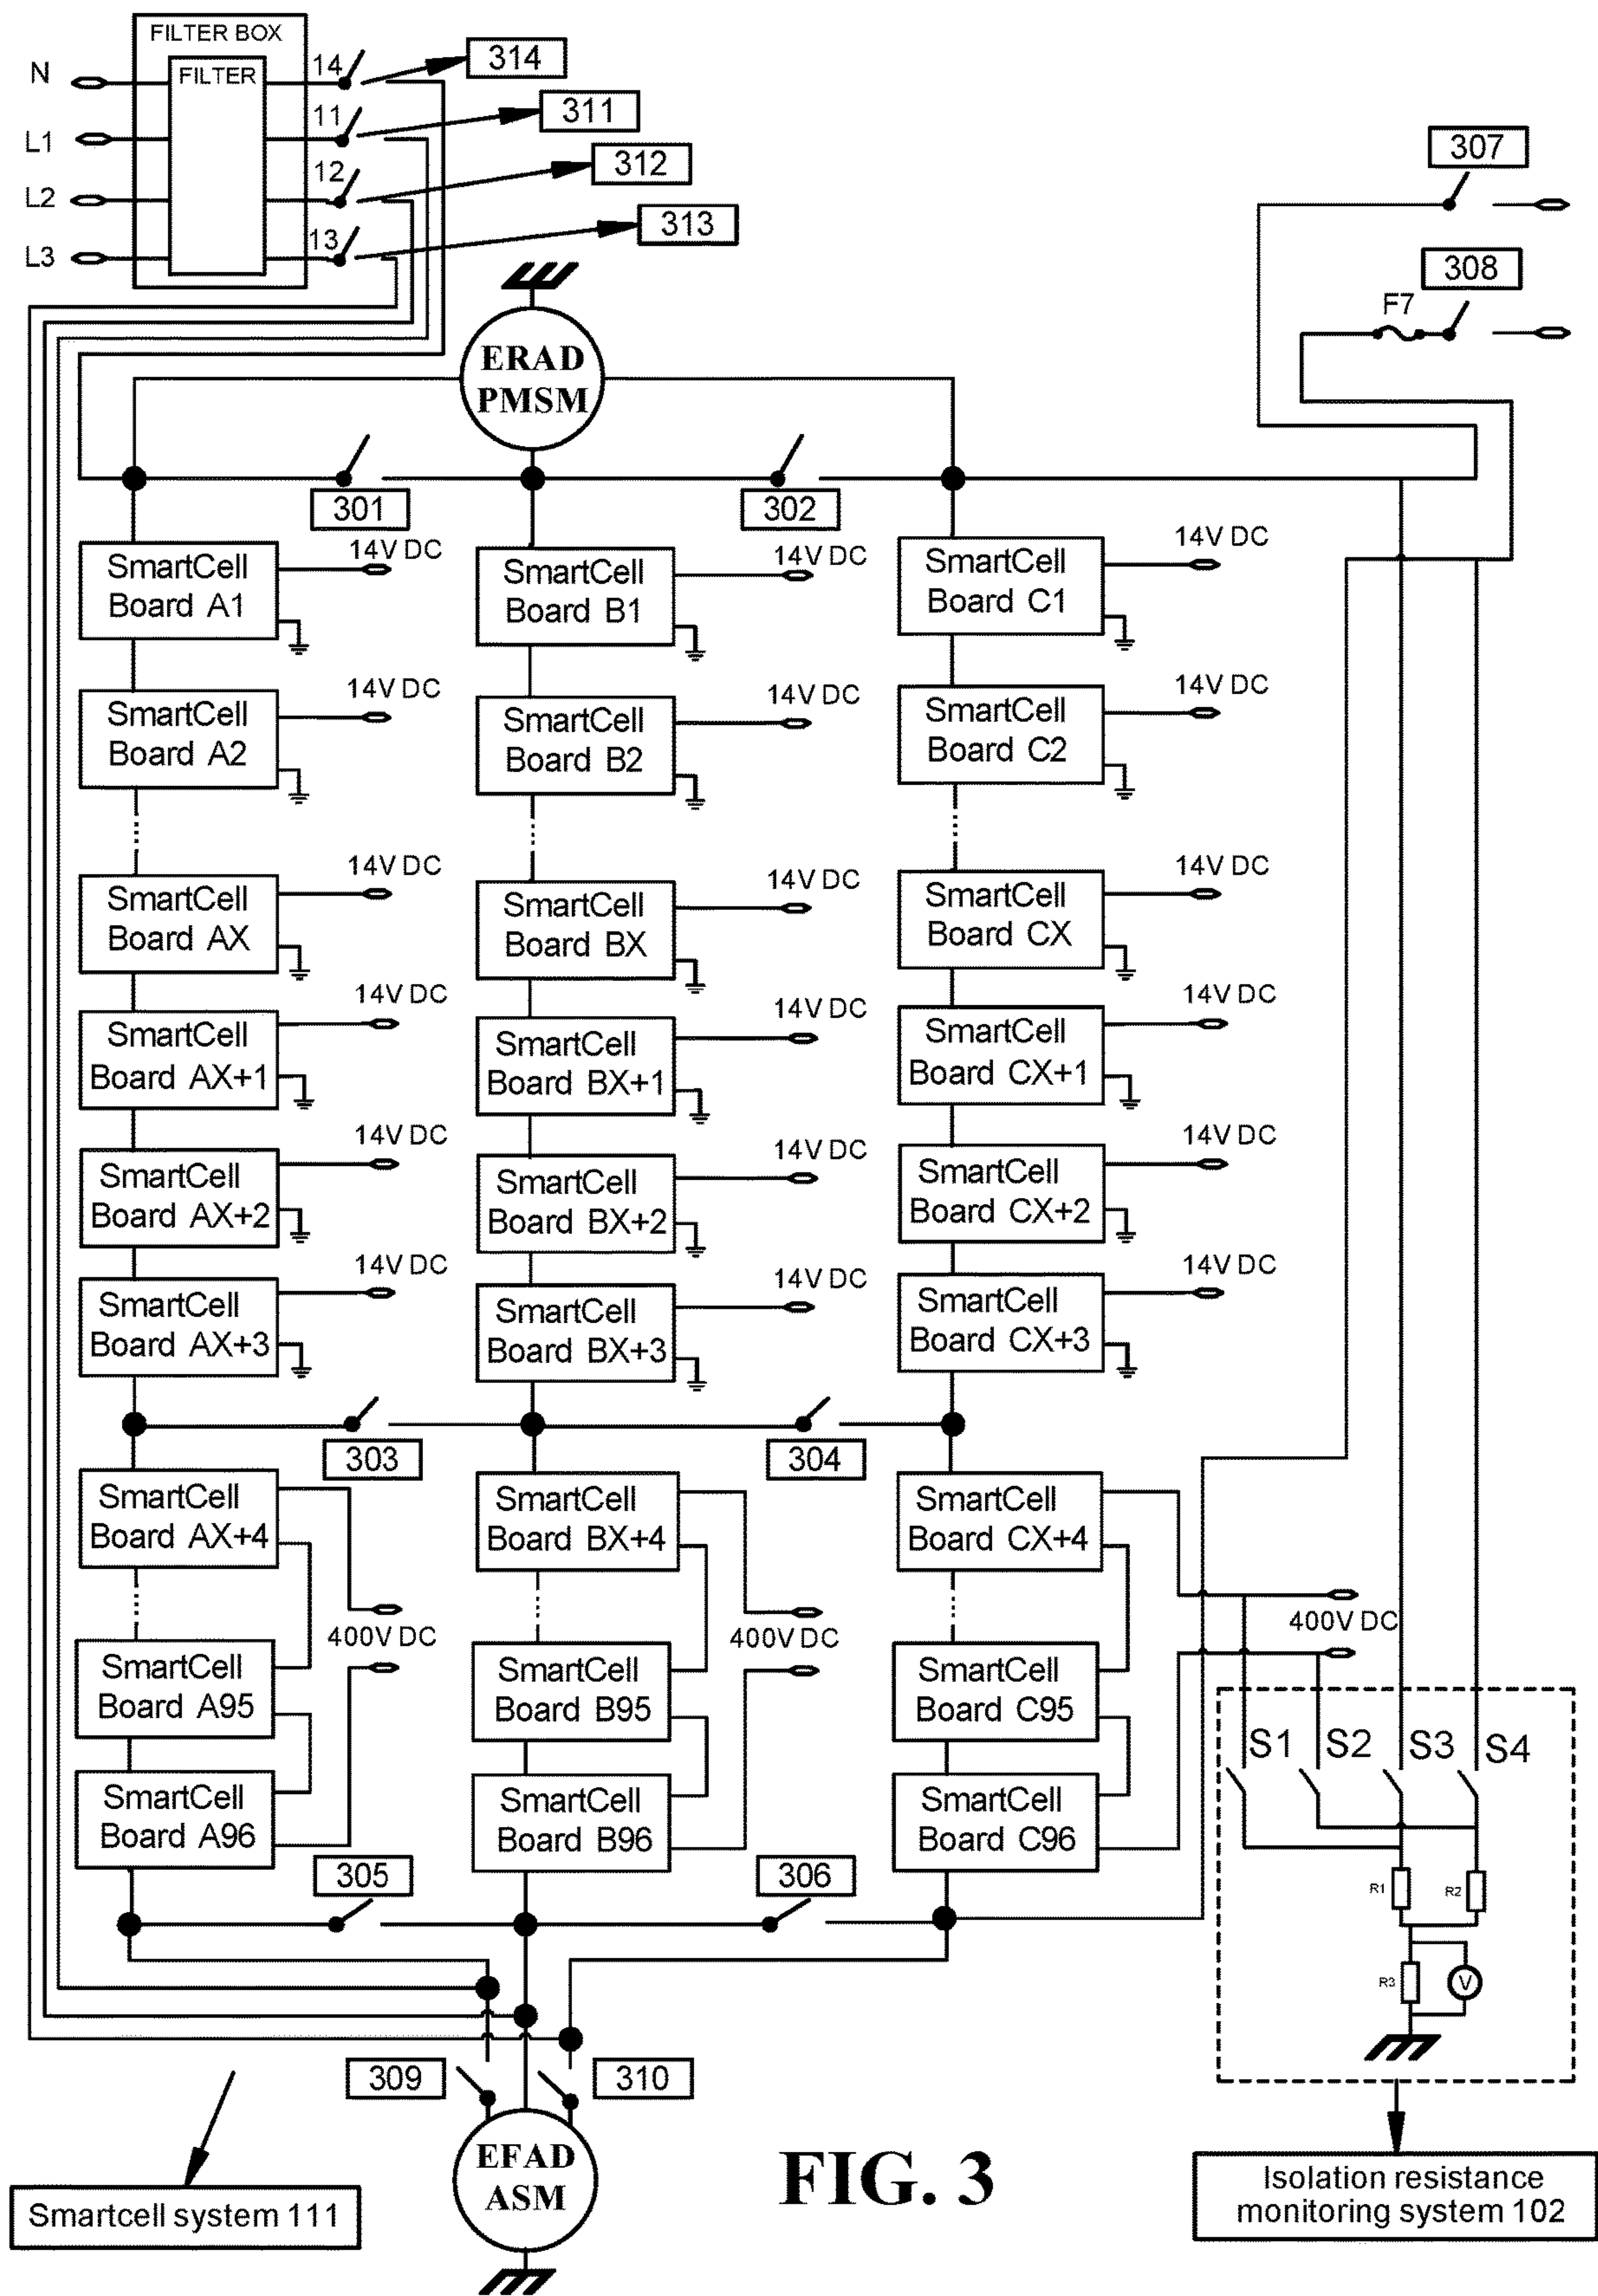 FILTER BOX
N
FILTER
14
314
L1
11
311
L2
12
312
L3
13
313
307
308
F7
ERAD
PMSM
301
302
14V DC
14V DC
14V DC
SmartCell
Board A1
SmartCell
Board B1
SmartCell
Board C1
14V DC
14V DC
14V DC
SmartCell
Board A2
SmartCell
Board B2
SmartCell
Board C2
14V DC
14V DC
14V DC
SmartCell
Board AX
SmartCell
Board BX
SmartCell
Board CX
14V DC
14V DC
14V DC
SmartCell
Board AX+1
SmartCell
Board BX+1
SmartCell
Board CX+1
14V DC
14V DC
14V DC
SmartCell
Board AX+2
SmartCell
Board BX+2
SmartCell
Board CX+2
14V DC
14V DC
14V DC
SmartCell
Board AX+3
SmartCell
Board BX+3
SmartCell
Board CX+3
303
304
SmartCell
Board AX+4
SmartCell
Board BX+4
SmartCell
Board CX+4
400V DC
400V DC
400V DC
SmartCell
Board A95
SmartCell
Board B95
SmartCell
Board C95
S1
S2
S3
S4
SmartCell
Board A96
SmartCell
Board B96
SmartCell
Board C96
305
306
R1
R2
R3
V
309
310
EFAD
ASM
FIG. 3
Smartcell system 111
Isolation resistance
monitoring system 102